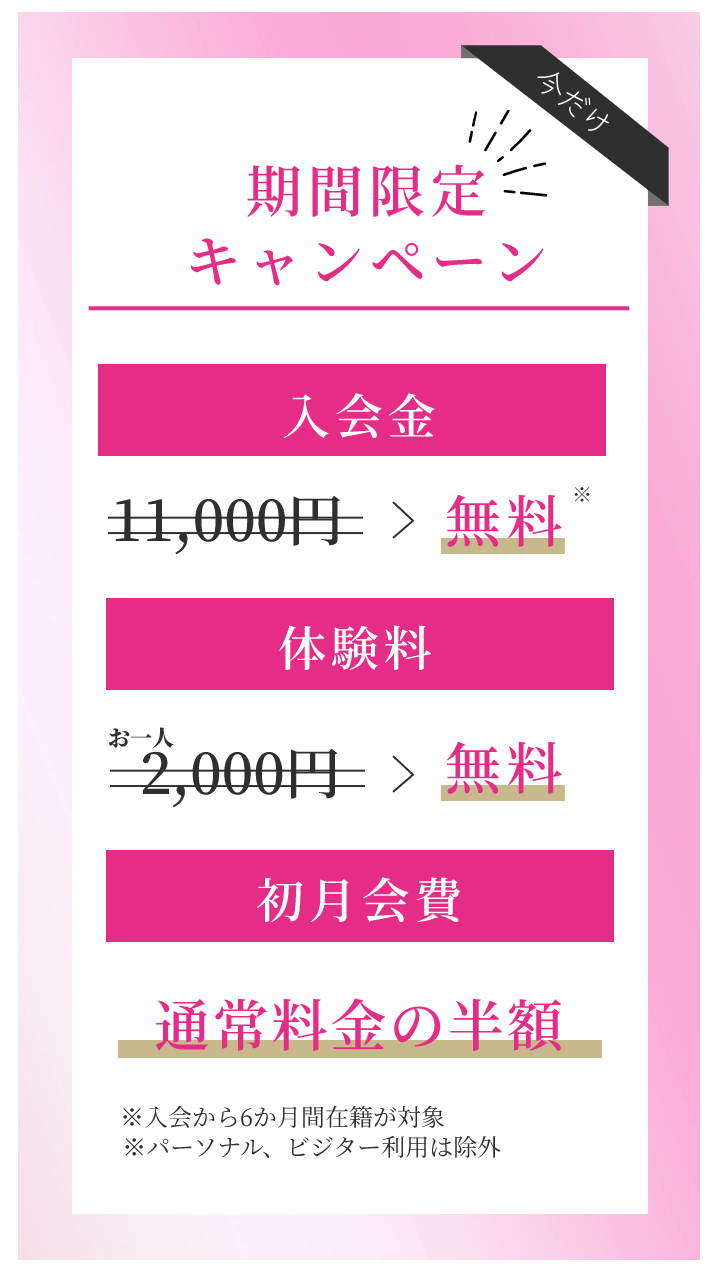 今だけ
期間限定
キャンペーン
入会金
11,000円 > 無料※
体験料
お一人
2,000円 > 無料
初月会費
通常料金の半額
※入会から6か月間在籍が対象
※パーソナル、ビジター利用は除外